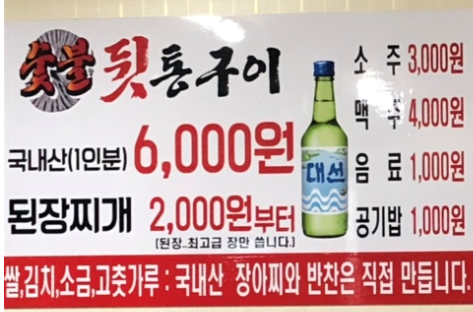 숯불 뒷통구이
국내산(1인분) 6,000원
된장찌개 2,000원부터
(된장..최고급 장만 씁니다.)
대선
소주 3,000원
맥주 4,000원
음료 1,000원
공기밥 1,000원
쌀,김치,소금,고춧가루 : 국내산 장아찌와 반찬은 직접 만듭니다.